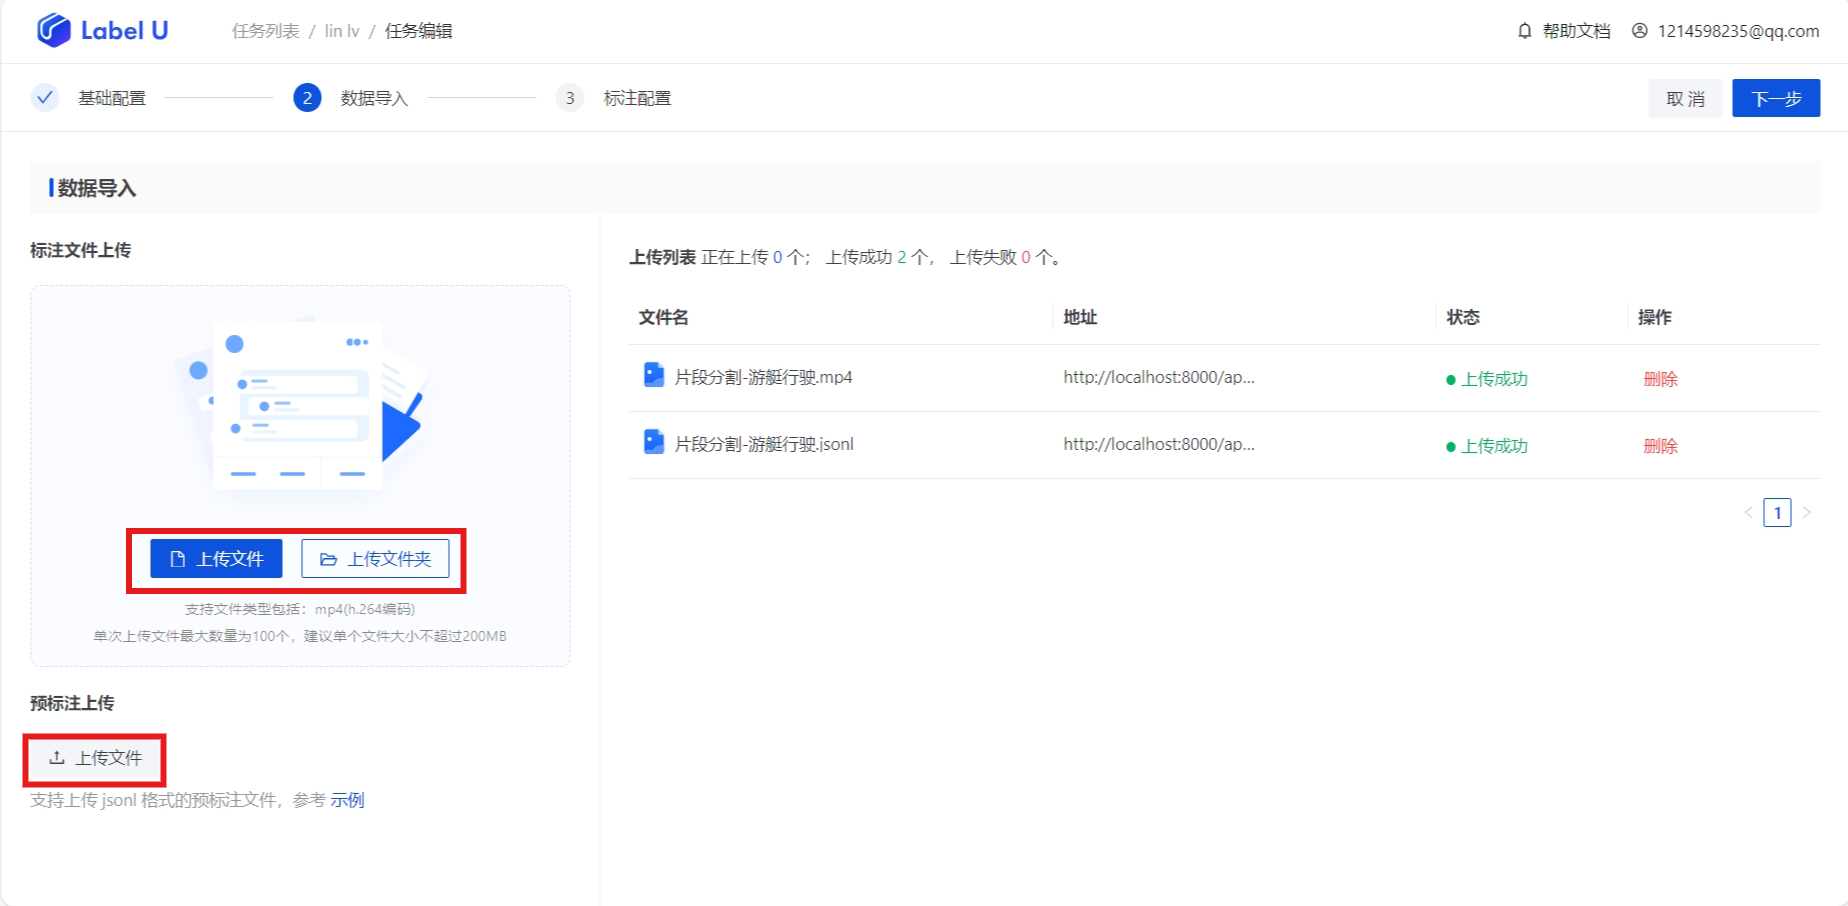 Label U
任务列表 / lin lv / 任务编辑
帮助文档
1214598235@qq.com
基础配置
2 数据导入
3 标注配置
取 消
下一步
数据导入
标注文件上传
上传文件
上传文件夹
支持文件类型包括：mp4(h.264编码)
单次上传文件最大数量为100个，建议单个文件大小不超过200MB
预标注上传
上传文件
支持上传 jsonl 格式的预标注文件，参考 示例
上传列表 正在上传 0 个； 上传成功 2 个， 上传失败 0 个。
文件名 地址 状态 操作
片段分割-游艇行驶.mp4 http://localhost:8000/ap... 上传成功 删除
片段分割-游艇行驶.jsonl http://localhost:8000/ap... 上传成功 删除
< 1 >